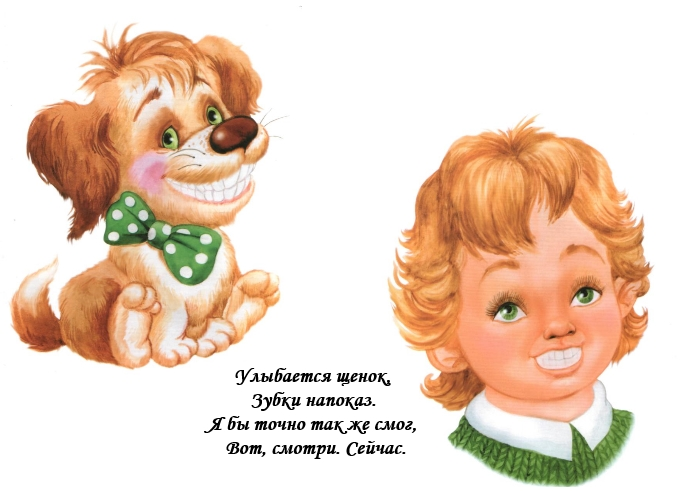 Улыбается щенок,
Зубки напоказ.
Я бы точно так же смог,
Вот, смотри. Сейчас.